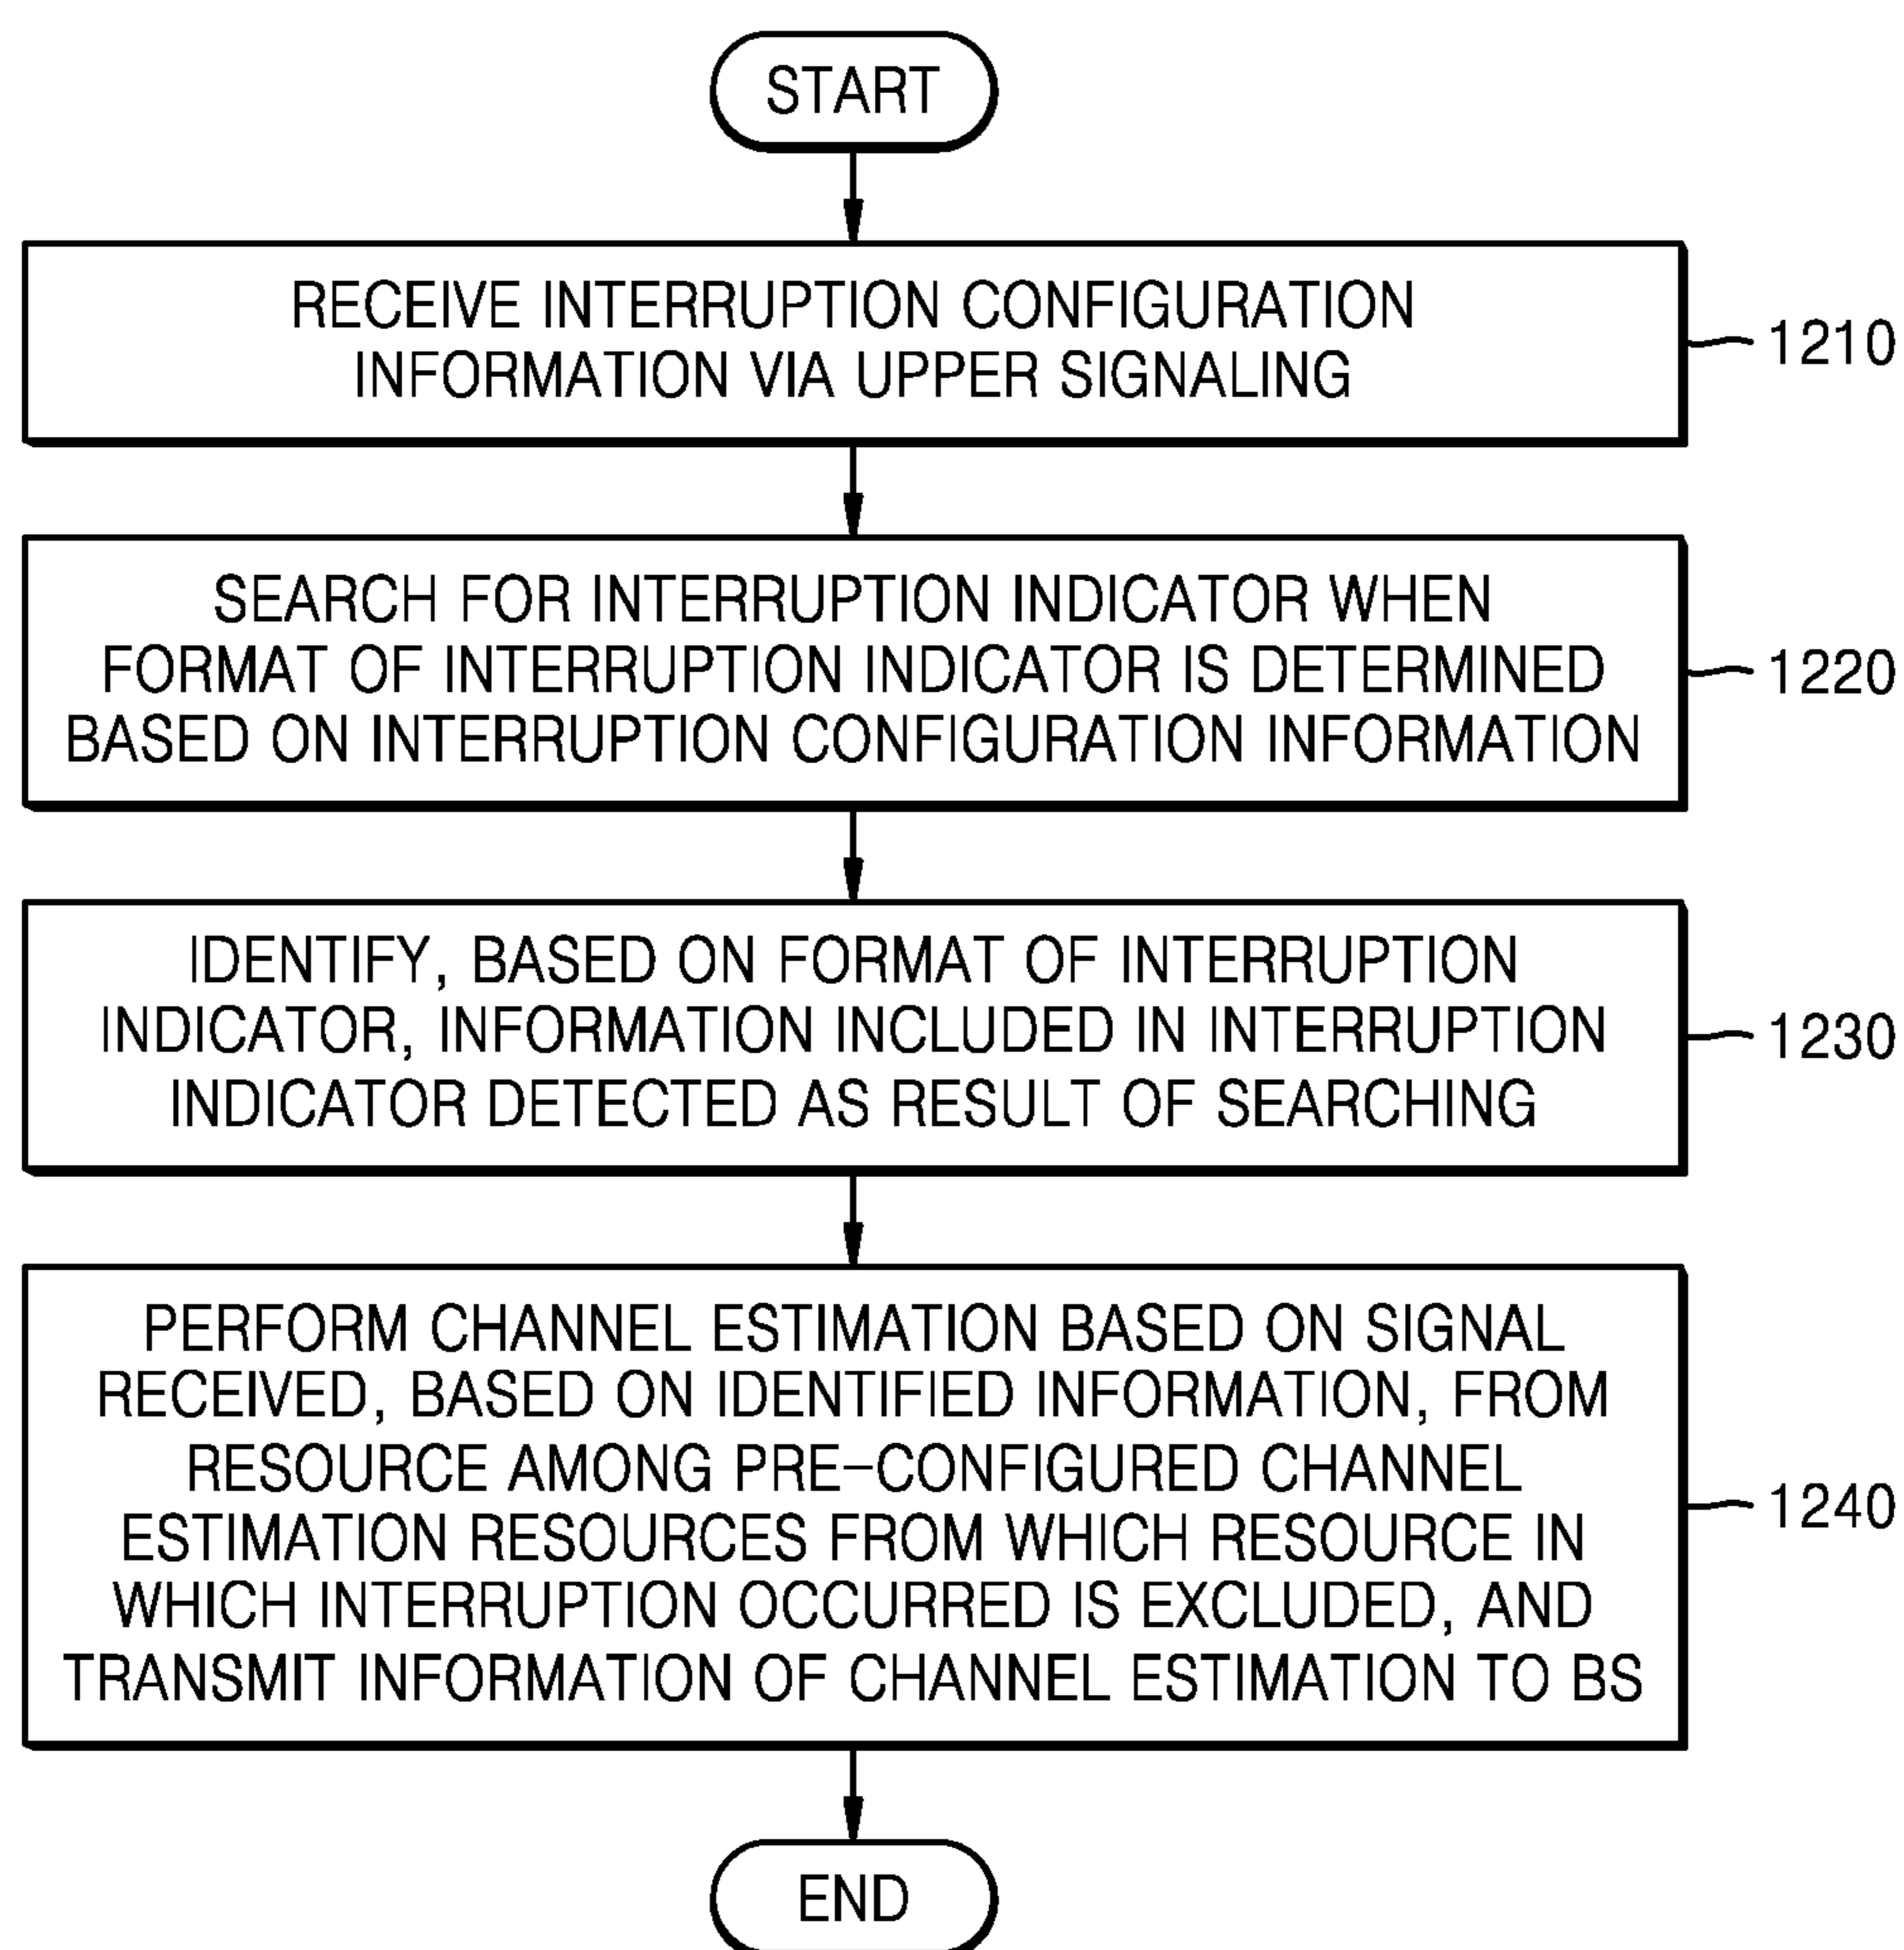 START
RECEIVE INTERRUPTION CONFIGURATION
INFORMATION VIA UPPER SIGNALING
1210
SEARCH FOR INTERRUPTION INDICATOR WHEN
FORMAT OF INTERRUPTION INDICATOR IS DETERMINED
BASED ON INTERRUPTION CONFIGURATION INFORMATION
1220
IDENTIFY, BASED ON FORMAT OF INTERRUPTION
INDICATOR, INFORMATION INCLUDED IN INTERRUPTION
INDICATOR DETECTED AS RESULT OF SEARCHING
1230
PERFORM CHANNEL ESTIMATION BASED ON SIGNAL
RECEIVED, BASED ON IDENTIFIED INFORMATION, FROM
RESOURCE AMONG PRE-CONFIGURED CHANNEL
ESTIMATION RESOURCES FROM WHICH RESOURCE IN
WHICH INTERRUPTION OCCURRED IS EXCLUDED, AND
TRANSMIT INFORMATION OF CHANNEL ESTIMATION TO BS
1240
END